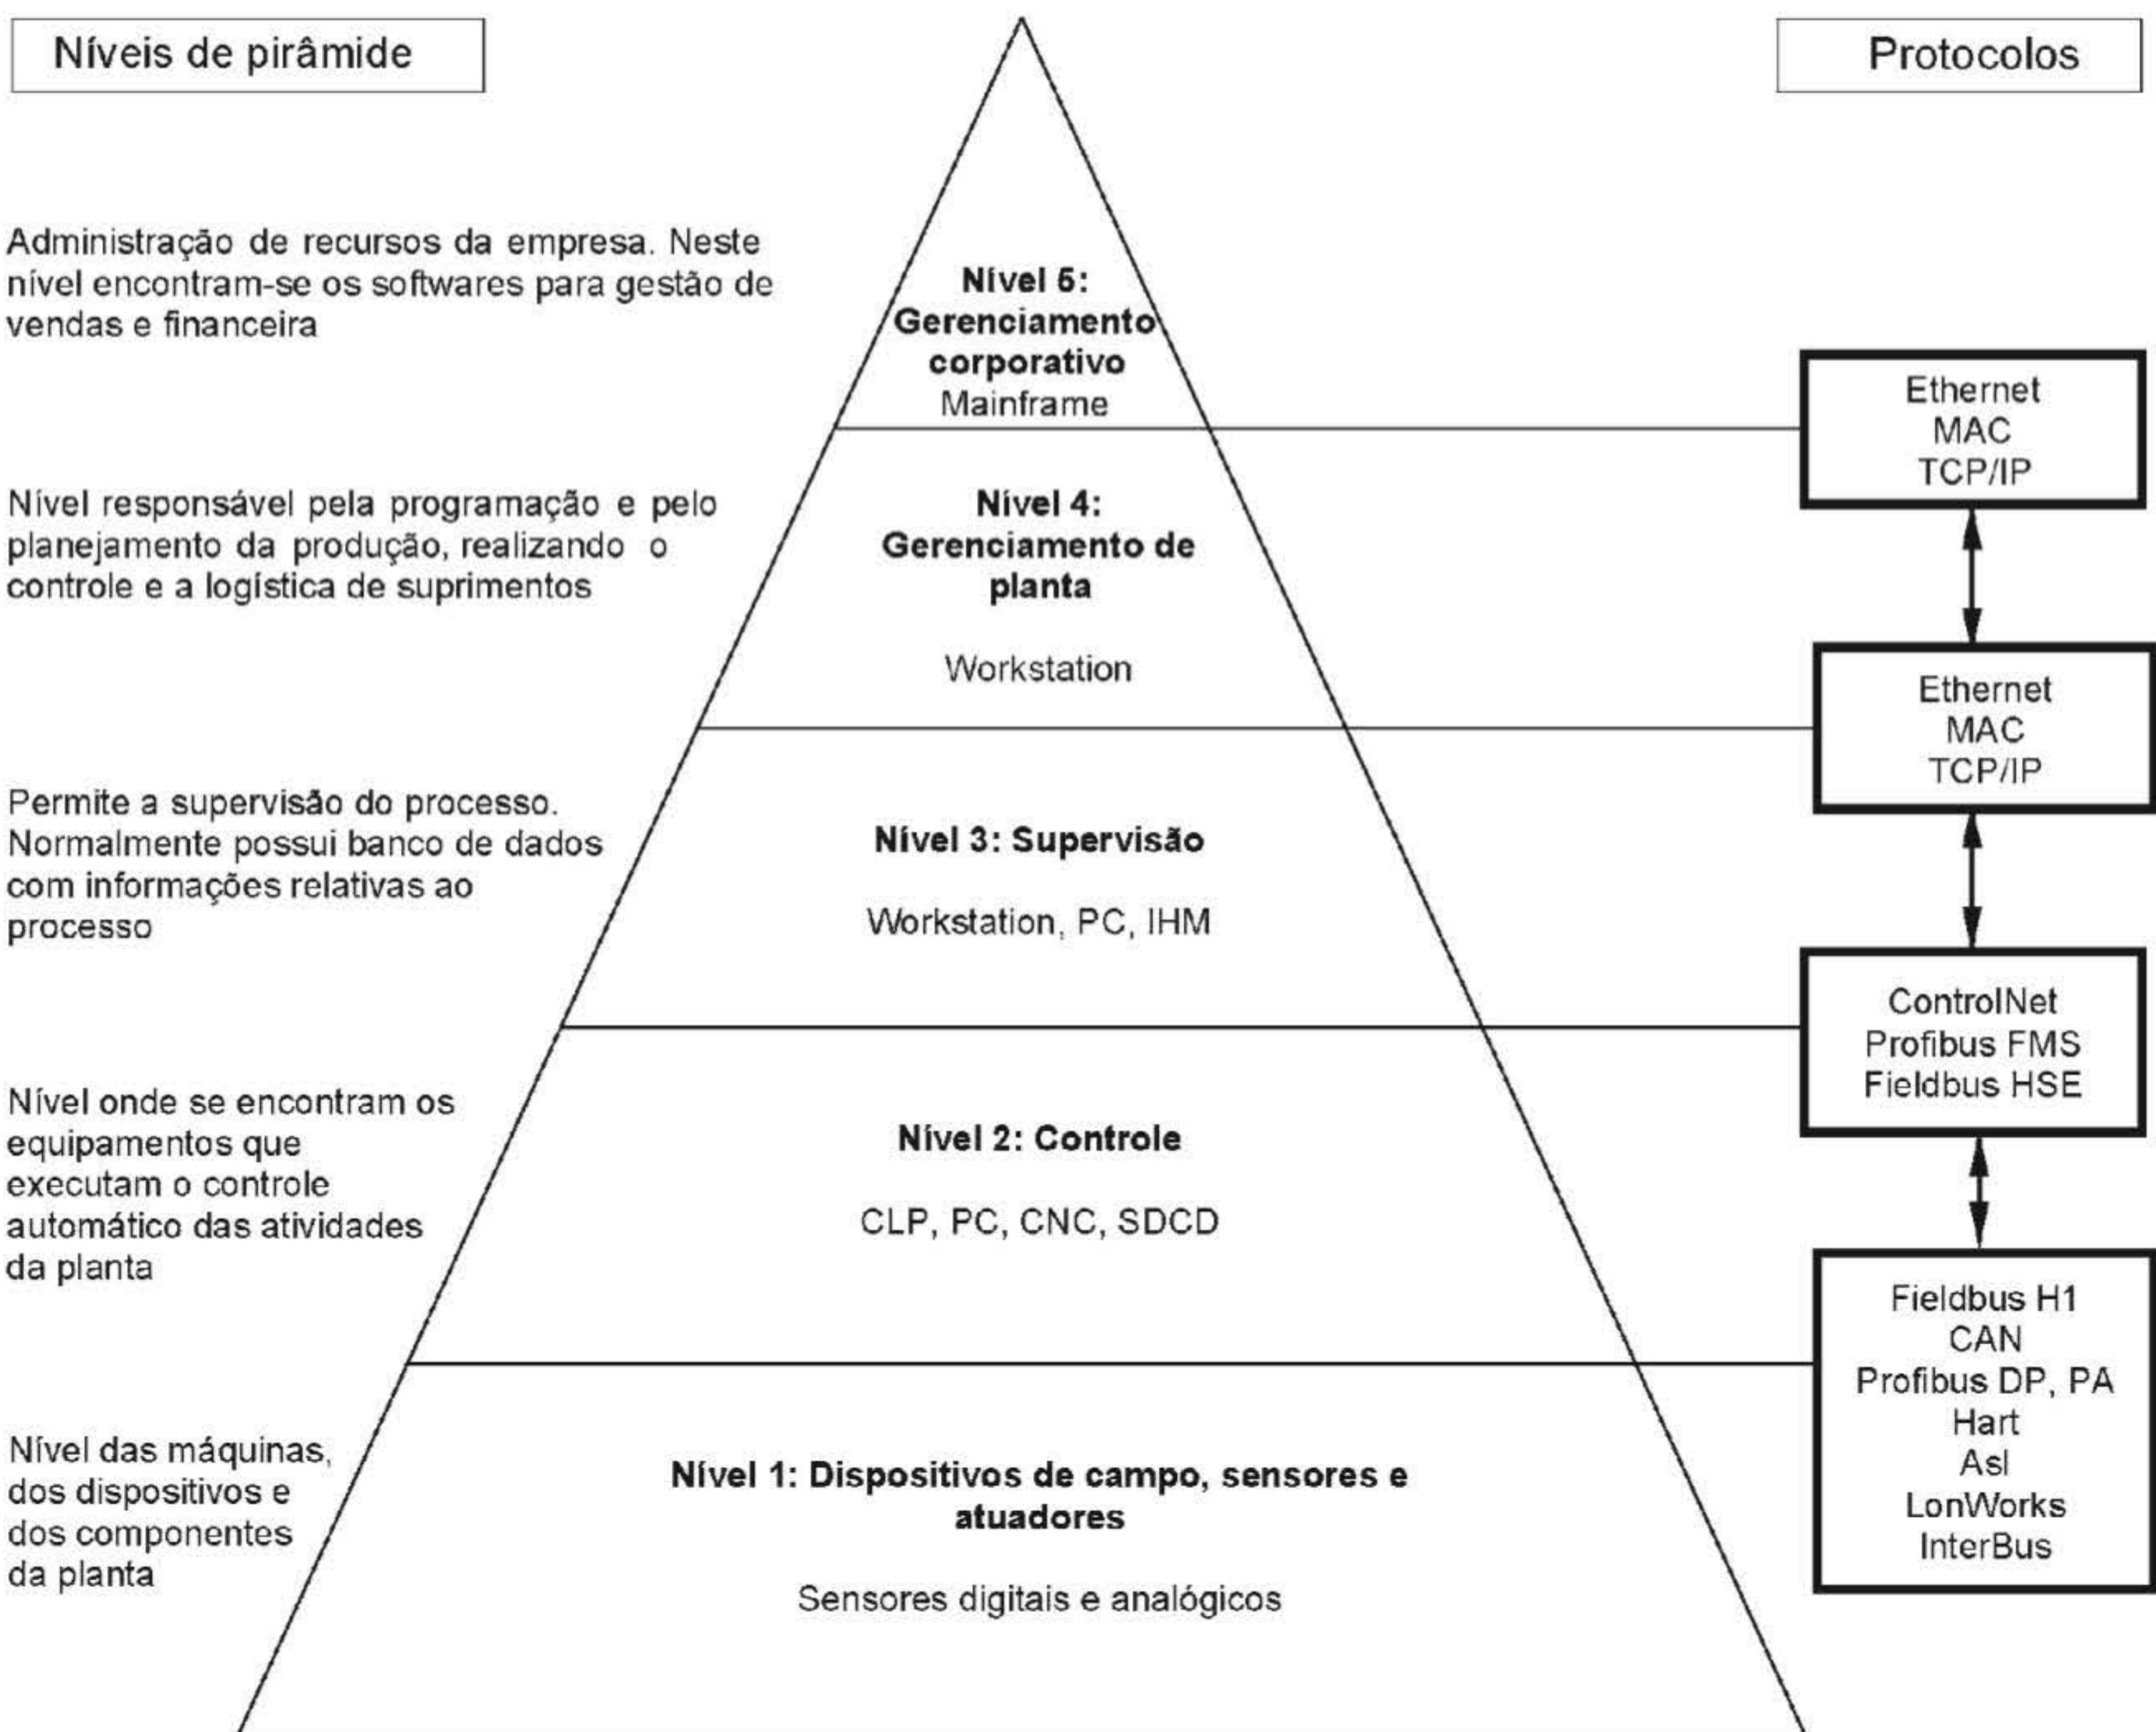 Níveis de pirâmide
Protocolos
Administração de recursos da empresa. Neste
nível encontram-se os softwares para gestão de
vendas e financeira
Nível 5:
Gerenciamento
corporativo
Mainframe
Ethernet
MAC
TCP/IP
Nível responsável pela programação e pelo
planejamento da produção, realizando o
controle e a logística de suprimentos
Nível 4:
Gerenciamento de
planta
Workstation
Ethernet
MAC
TCP/IP
Permite a supervisão do processo.
Normalmente possui banco de dados
com informações relativas ao
processo
Nível 3: Supervisão
Workstation, PC, IHM
ControlNet
Profibus FMS
Fieldbus HSE
Nível onde se encontram os
equipamentos que
executam o controle
automático das atividades
da planta
Nível 2: Controle
CLP, PC, CNC, SDCD
Fieldbus H1
CAN
Profibus DP, PA
Hart
AsI
LonWorks
InterBus
Nível das máquinas,
dos dispositivos e
dos componentes
da planta
Nível 1: Dispositivos de campo, sensores e
atuadores
Sensores digitais e analógicos